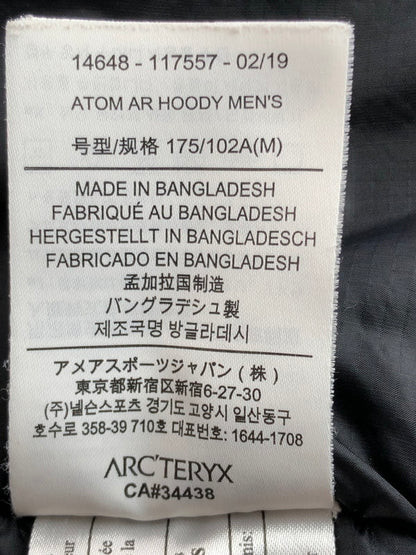 14648 - 117557 - 02/19
ATOM AR HOODY MEN'S
号型/规格 175/102A(M)
MADE IN BANGLADESH
FABRIQUÉ AU BANGLADESH
HERGESTELLT IN BANGLADESCH
FABRICADO EN BANGLADESH
孟加拉国制造
バングラデシュ製
제조국명 방글라데시
アメアスポーツジャパン (株)
東京都新宿区新宿6-27-30
(주)넬슨스포츠 경기도 고양시 일산동구
호수로 358-39 710호 대표번호: 1644-1708
ARC'TERYX
CA#34438